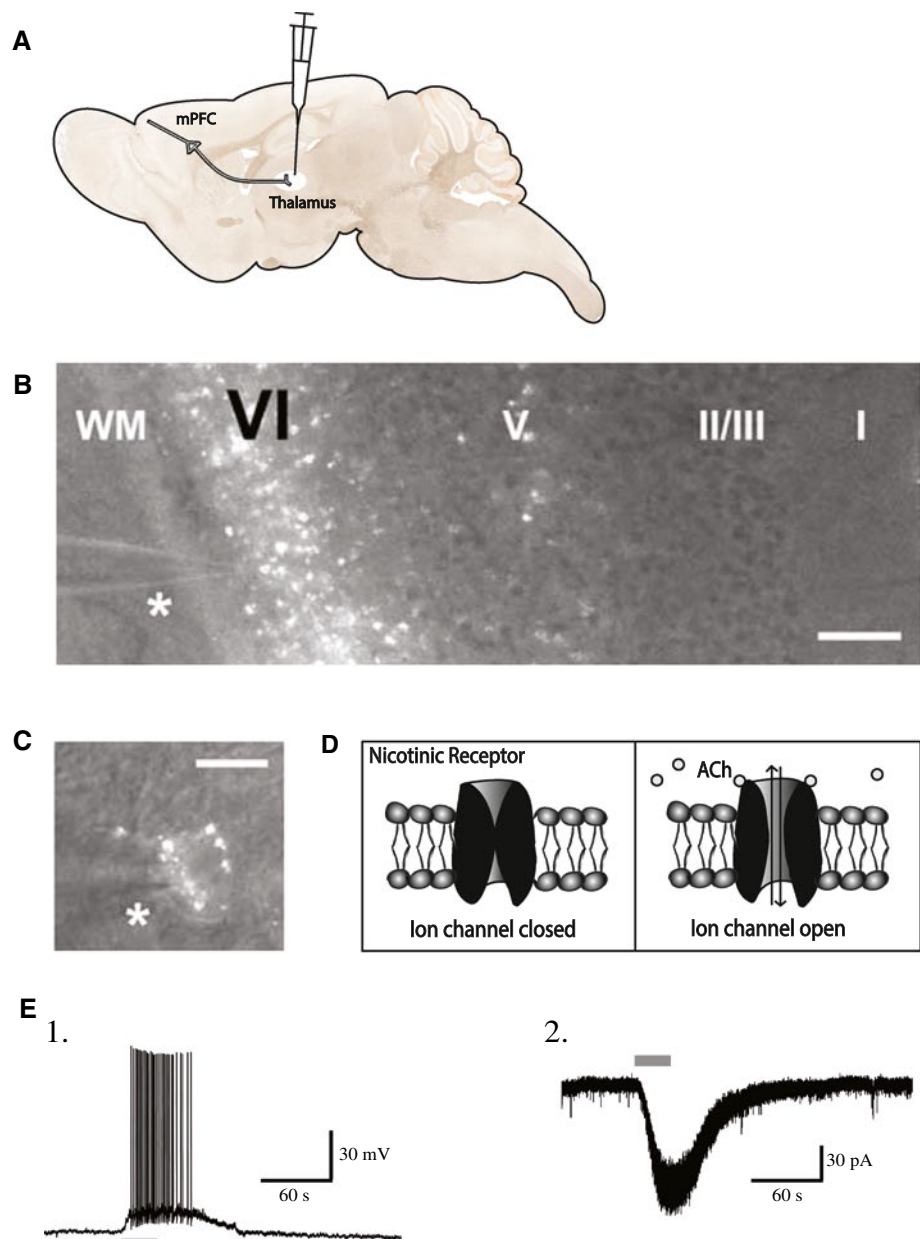 A
mPFC
Thalamus
B
WM VI V II/III I
*
C
*
D
Nicotinic Receptor
ACh
Ion channel closed
Ion channel open
E
1.
30 mV
60 s
2.
30 pA
60 s